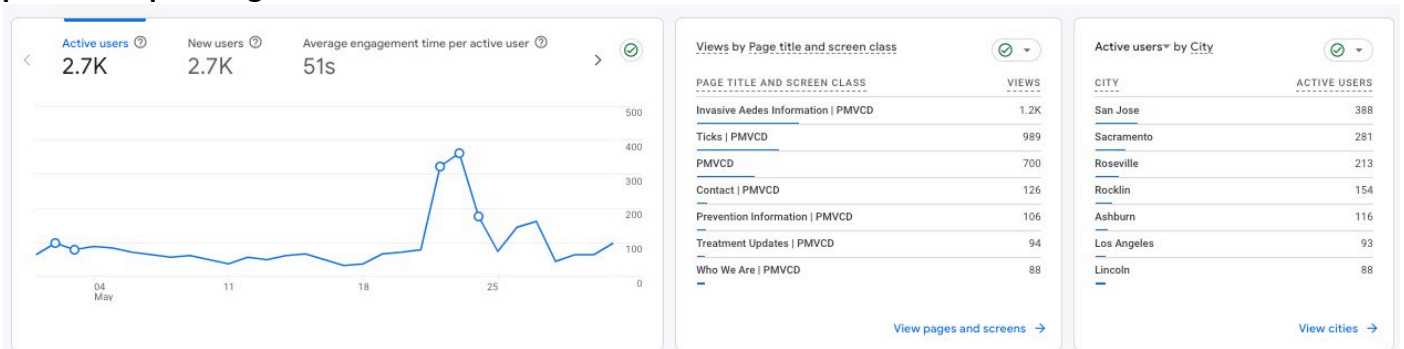 Active users
New users
Average engagement time per active user
2.7K
2.7K
51s
500
400
300
200
100
0
04
May
11
18
25
Views by Page title and screen class
PAGE TITLE AND SCREEN CLASS VIEWS
Invasive Aedes Information | PMVCD 1.2K
Ticks | PMVCD 989
PMVCD 700
Contact | PMVCD 126
Prevention Information | PMVCD 106
Treatment Updates | PMVCD 94
Who We Are | PMVCD 88
View pages and screens →
Active users by City
CITY ACTIVE USERS
San Jose 388
Sacramento 281
Roseville 213
Rocklin 154
Ashburn 116
Los Angeles 93
Lincoln 88
View cities →